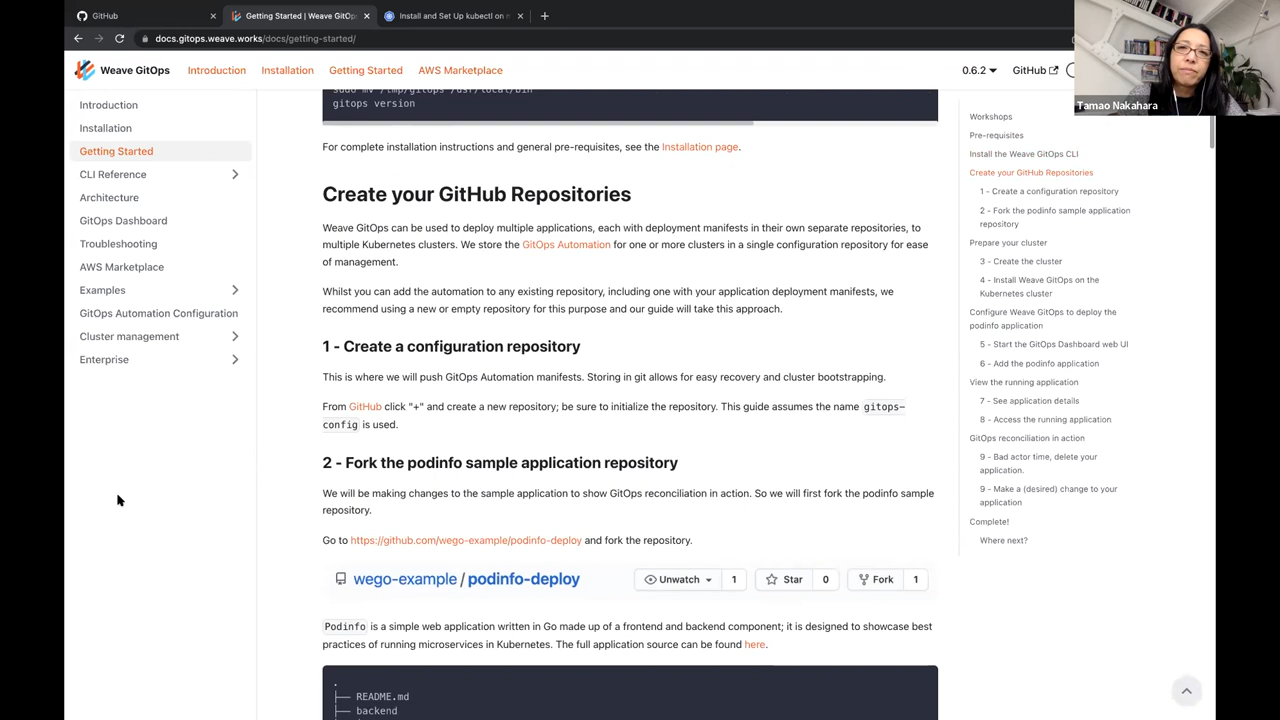 GitHub
Getting Started | Weave GitOp
Install and Set Up kubectl on m
docs.gitops.weave.works/docs/getting-started/
Weave GitOps
Introduction
Installation
Getting Started
AWS Marketplace
0.6.2
GitHub
Tamao Nakahara
Introduction
Installation
Getting Started
CLI Reference
Architecture
GitOps Dashboard
Troubleshooting
AWS Marketplace
Examples
GitOps Automation Configuration
Cluster management
Enterprise
sudo mv /tmp/gitops /usr/local/bin
gitops version
For complete installation instructions and general pre-requisites, see the Installation page.
Create your GitHub Repositories
Weave GitOps can be used to deploy multiple applications, each with deployment manifests in their own separate repositories, to
multiple Kubernetes clusters. We store the GitOps Automation for one or more clusters in a single configuration repository for ease
of management.
Whilst you can add the automation to any existing repository, including one with your application deployment manifests, we
recommend using a new or empty repository for this purpose and our guide will take this approach.
1 - Create a configuration repository
This is where we will push GitOps Automation manifests. Storing in git allows for easy recovery and cluster bootstrapping.
From GitHub click "+" and create a new repository; be sure to initialize the repository. This guide assumes the name gitops-
config is used.
2 - Fork the podinfo sample application repository
We will be making changes to the sample application to show GitOps reconciliation in action. So we will first fork the podinfo sample
repository.
Go to https://github.com/wego-example/podinfo-deploy and fork the repository.
wego-example / podinfo-deploy
Unwatch 1
Star 0
Fork 1
Podinfo is a simple web application written in Go made up of a frontend and backend component; it is designed to showcase best
practices of running microservices in Kubernetes. The full application source can be found here.
.
├── README.md
├── backend
Workshops
Pre-requisites
Install the Weave GitOps CLI
Create your GitHub Repositories
1 - Create a configuration repository
2 - Fork the podinfo sample application
repository
Prepare your cluster
3 - Create the cluster
4 - Install Weave GitOps on the
Kubernetes cluster
Configure Weave GitOps to deploy the
podinfo application
5 - Start the GitOps Dashboard web UI
6 - Add the podinfo application
View the running application
7 - See application details
8 - Access the running application
GitOps reconciliation in action
9 - Bad actor time, delete your
application.
9 - Make a (desired) change to your
application
Complete!
Where next?